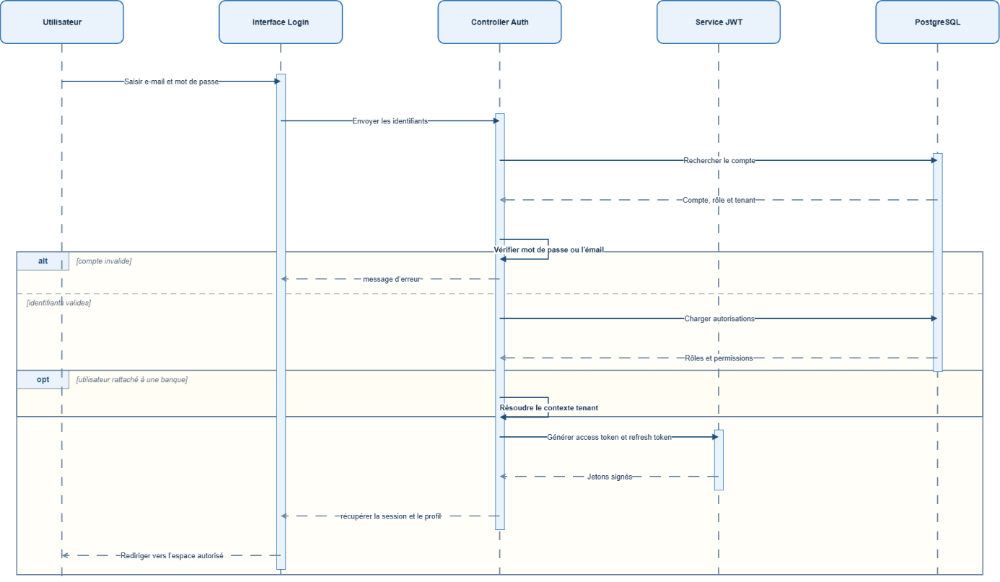 Utilisateur
Interface Login
Controller Auth
Service JWT
PostgreSQL
Saisir e-mail et mot de passe
Envoyer les identifiants
Rechercher le compte
Compte, rôle et tenant
Vérifier mot de passe ou l'émail
alt
[compte invalide]
message d'erreur
[identifiants valides]
Charger autorisations
Rôles et permissions
opt
[utilisateur rattaché à une banque]
Résoudre le contexte tenant
Générer access token et refresh token
Jetons signés
récupérer la session et le profil
Rediriger vers l'espace autorisé